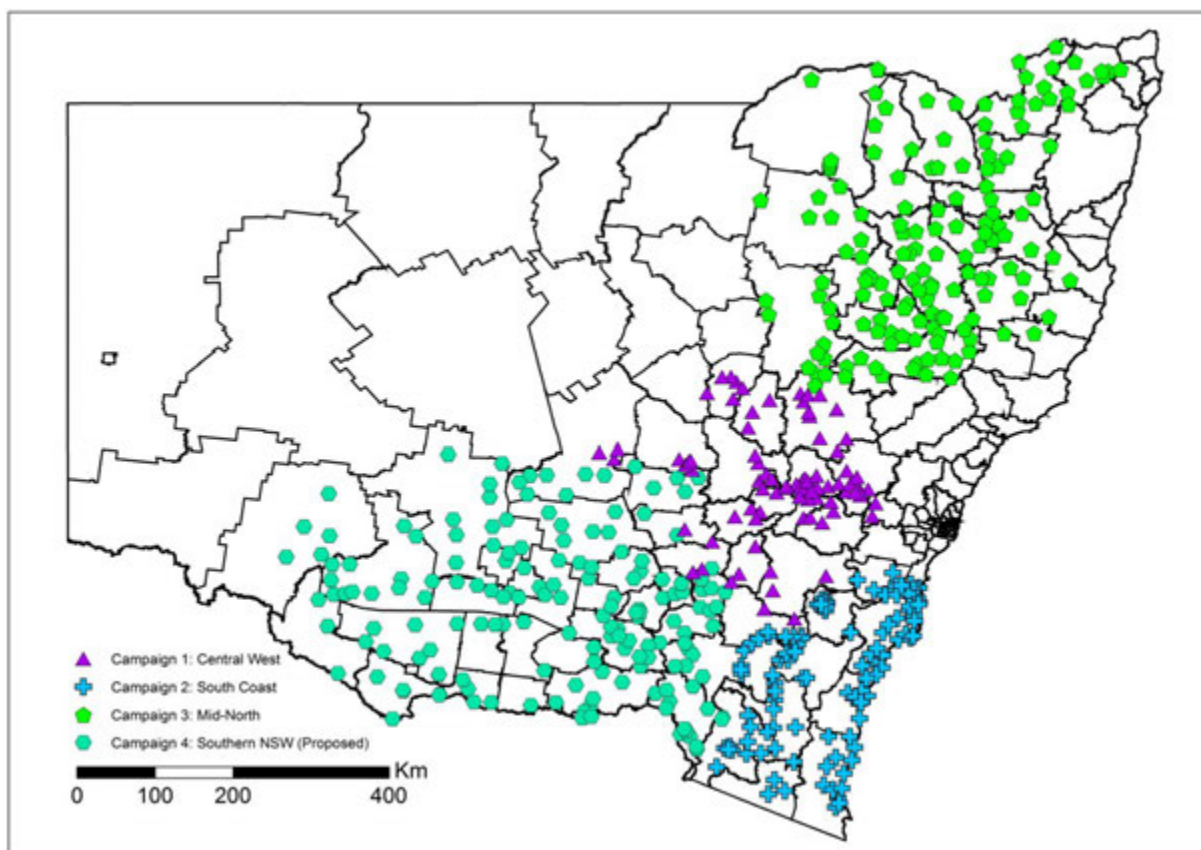 Campaign 1: Central West
Campaign 2: South Coast
Campaign 3: Mid-North
Campaign 4: Southern NSW (Proposed)
Km
0 100 200 400